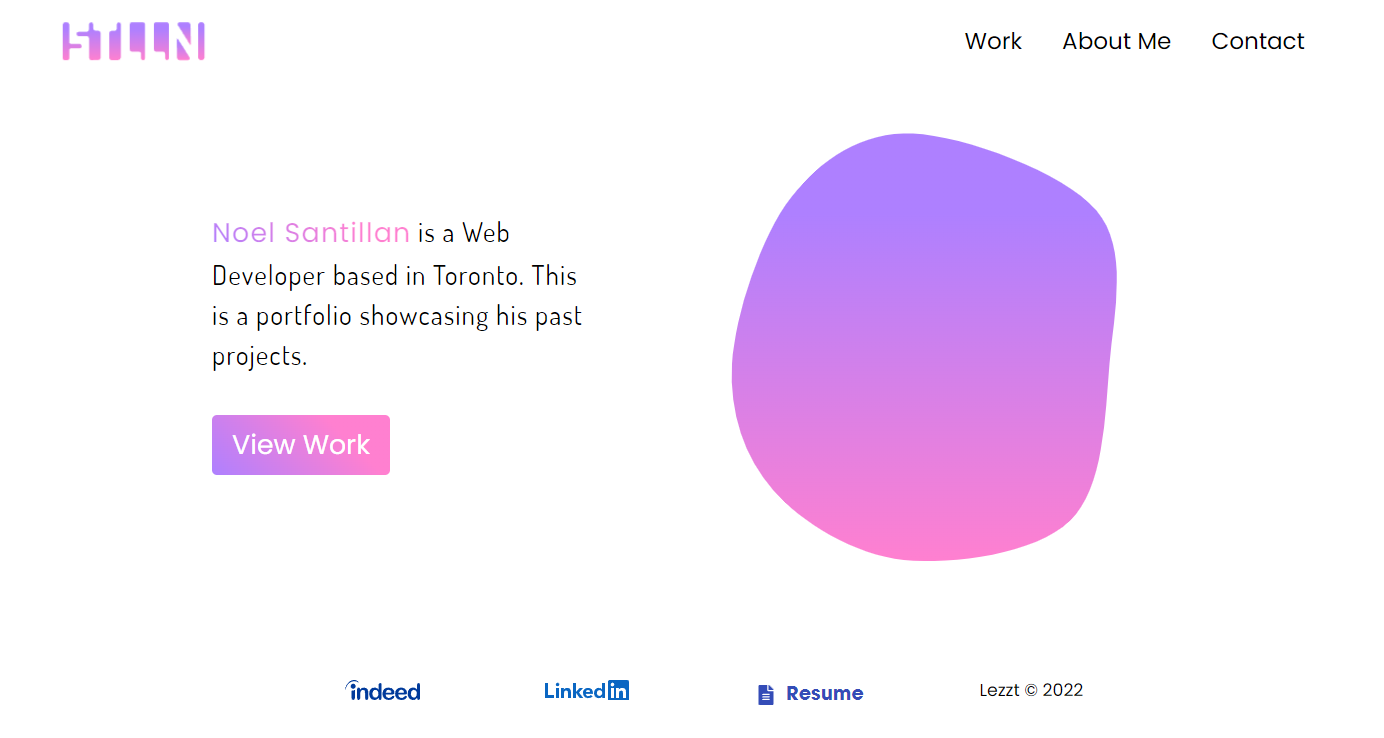 STLLN
Work About Me Contact
Noel Santillan is a Web
Developer based in Toronto. This
is a portfolio showcasing his past
projects.
View Work
indeed LinkedIn Resume Lezzt © 2022